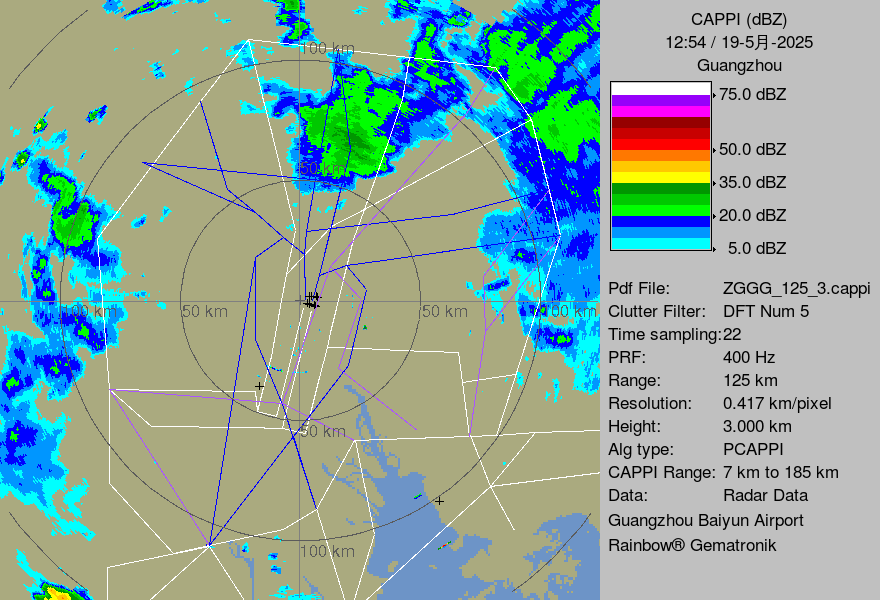 CAPPI (dBZ)
12:54 / 19-5月-2025
Guangzhou
75.0 dBZ
50.0 dBZ
35.0 dBZ
20.0 dBZ
5.0 dBZ
Pdf File: ZGGG_125_3.cappi
Clutter Filter: DFT Num 5
Time sampling:22
PRF: 400 Hz
Range: 125 km
Resolution: 0.417 km/pixel
Height: 3.000 km
Alg type: PCAPPI
CAPPI Range: 7 km to 185 km
Data: Radar Data
Guangzhou Baiyun Airport
Rainbow® Gematronik
100 km
50 km
100 km
50 km
50 km
100 km
50 km
100 km